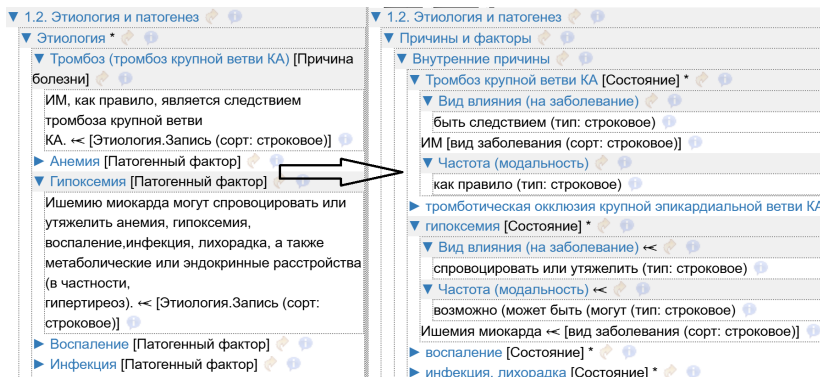 ▼ 1.2. Этиология и патогенез
▼ Этиология *
▼ Тромбоз (тромбоз крупной ветви КА) [Причина
болезни]
ИМ, как правило, является следствием
тромбоза крупной ветви
КА. ⤙ [Этиология.Запись (сорт: строковое)]
▶ Анемия [Патогенный фактор]
▼ Гипоксемия [Патогенный фактор]
Ишемию миокарда могут спровоцировать или
утяжелить анемия, гипоксемия,
воспаление,инфекция, лихорадка, а также
метаболические или эндокринные расстройства
(в частности,
гипертиреоз). ⤙ [Этиология.Запись (сорт:
строковое)]
▶ Воспаление [Патогенный фактор]
▶ Инфекция [Патогенный фактор]
▼ 1.2. Этиология и патогенез
▼ Причины и факторы
▼ Внутренние причины
▼ Тромбоз крупной ветви КА [Состояние] *
▼ Вид влияния (на заболевание)
быть следствием (тип: строковое)
ИМ [вид заболевания (сорт: строковое)]
▼ Частота (модальность)
как правило (тип: строковое)
▶ тромботическая окклюзия крупной эпикардиальной ветви КА
▼ гипоксемия [Состояние] *
▼ Вид влияния (на заболевание) ⤙
спровоцировать или утяжелить (тип: строковое)
▼ Частота (модальность) ⤙
возможно (может быть (могут (тип: строковое)
Ишемия миокарда ⤙ [вид заболевания (сорт: строковое)]
▶ воспаление [Состояние] *
▶ инфекция, лихорадка [Состояние] *